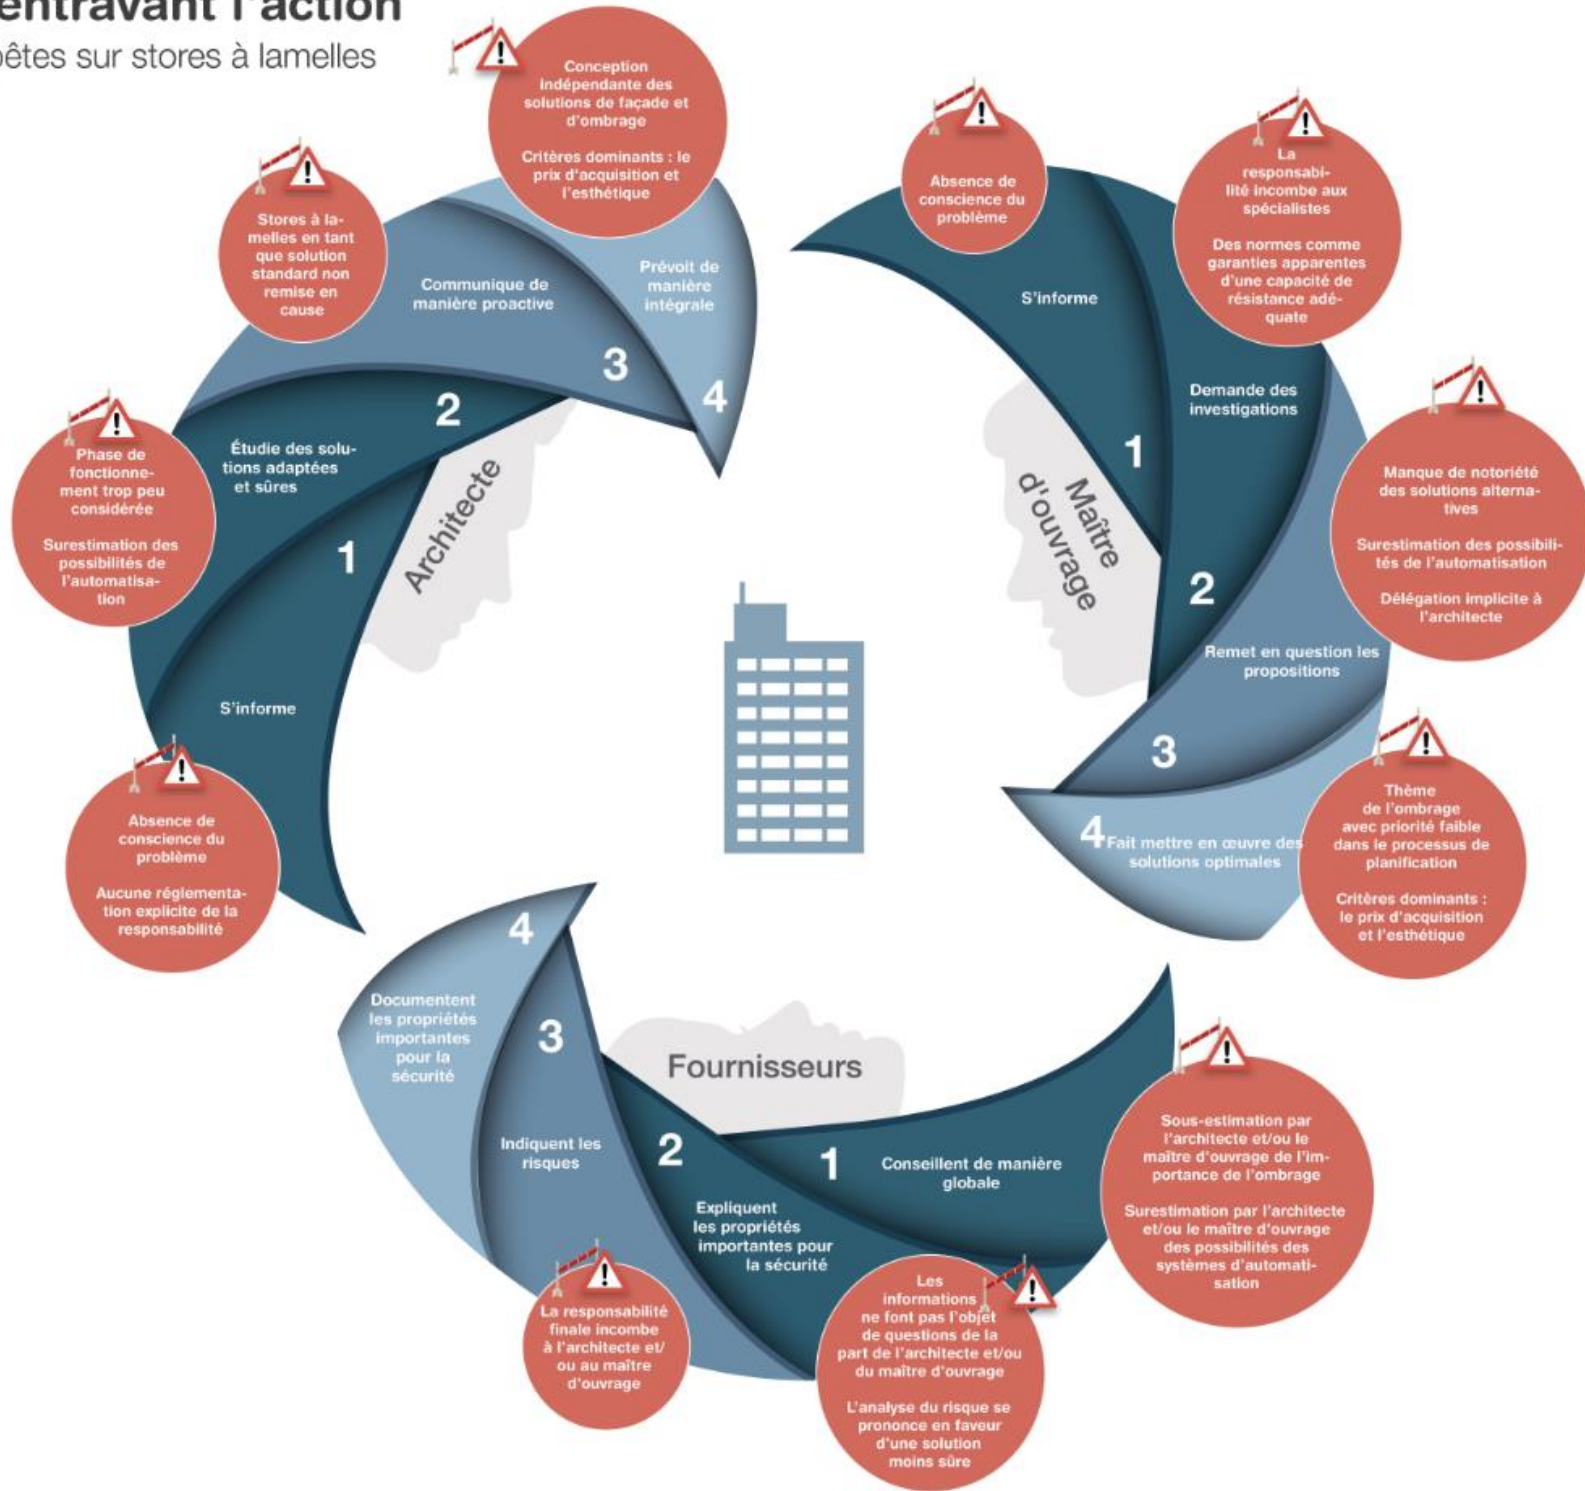 entravant l'action
sur stores à lamelles
Conception
indépendante des
solutions de façade et
d'ombrage
Critères dominants : le
prix d'acquisition et
l'esthétique
Stores à la-
melles en tant
que solution
standard non
remise en
cause
Communique de
manière proactive
3
Prévoit de
manière
intégrale
4
Phase de
fonctionne-
ment trop peu
considérée
Surestimation des
possibilités de
l'automatisa-
tion
2
Étudie des solu-
tions adaptées
et sûres
1
S'informe
Architecte
Absence de
conscience du
problème
Aucune réglementa-
tion explicite de la
responsabilité
Absence de
conscience du
problème
S'informe
1
La
responsabi-
lité incombe aux
spécialistes
Des normes comme
garanties apparentes
d'une capacité de
résistance adé-
quate
Demande des
investigations
2
Maître
d'ouvrage
Manque de notoriété
des solutions alterna-
tives
Surestimation des possibili-
tés de l'automatisation
Délégation implicite à
l'architecte
Remet en question les
propositions
3
Thème
de l'ombrage
avec priorité faible
dans le processus de
planification
Critères dominants :
le prix d'acquisition
et l'esthétique
4
Fait mettre en œuvre des
solutions optimales
Fournisseurs
1
Conseillent de manière
globale
Sous-estimation par
l'architecte et/ou le
maître d'ouvrage de l'im-
portance de l'ombrage
Surestimation par l'architecte
et/ou le maître d'ouvrage
des possibilités des
systèmes d'automati-
sation
2
Expliquent
les propriétés
importantes pour
la sécurité
Les
informations
ne font pas l'objet
de questions de la
part de l'architecte et/ou
du maître d'ouvrage
L'analyse du risque se
prononce en faveur
d'une solution
moins sûre
3
Indiquent les
risques
La responsabilité
finale incombe
à l'architecte et/
ou au maître
d'ouvrage
4
Documentent
les propriétés
importantes
pour la
sécurité